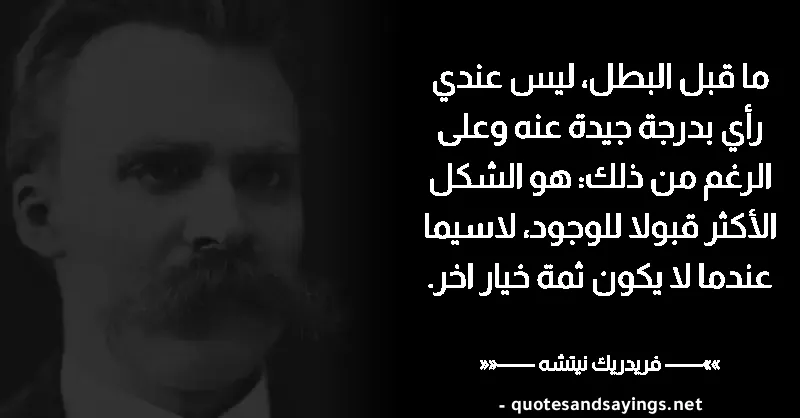 ما قبل البطل، ليس عندي
رأي بدرجة جيدة عنه وعلى
الرغم من ذلك: هو الشكل
الأكثر قبولا للوجود، لاسيما
عندما لا يكون ثمة خيار اخر.
»»—— فريدريك نيتشه ——««
- quotesandsayings.net